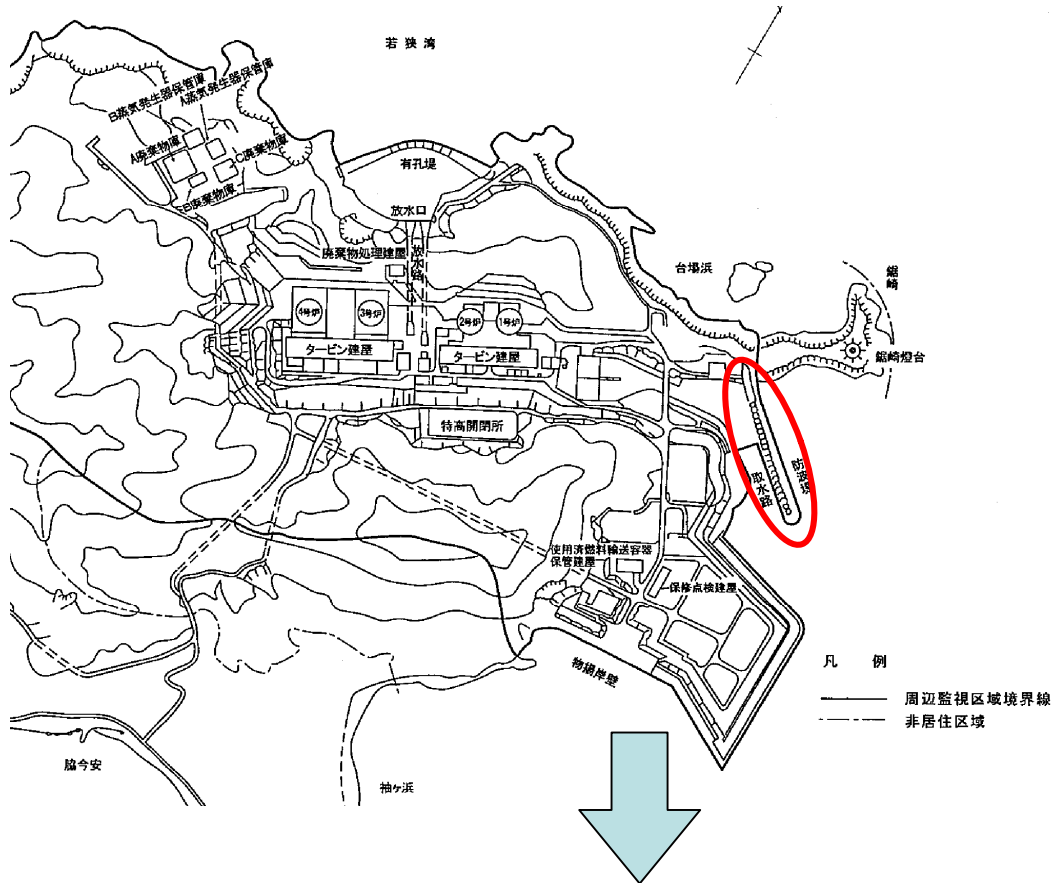 若狭湾
B蒸気発生器保管庫
A蒸気発生器保管庫
A廃棄物庫
C廃棄物庫
B廃棄物庫
有孔堤
放水口
放水路
廃棄物処理建屋
台場浜
鋸崎
鋸崎燈台
4号炉
3号炉
2号炉
1号炉
タービン建屋
タービン建屋
特高開閉所
防波堤
取水路
使用済燃料輸送容器
保管建屋
保修点検建屋
物揚岸壁
凡例
周辺監視区域境界線
非居住区域
脇今安
袖ヶ浜